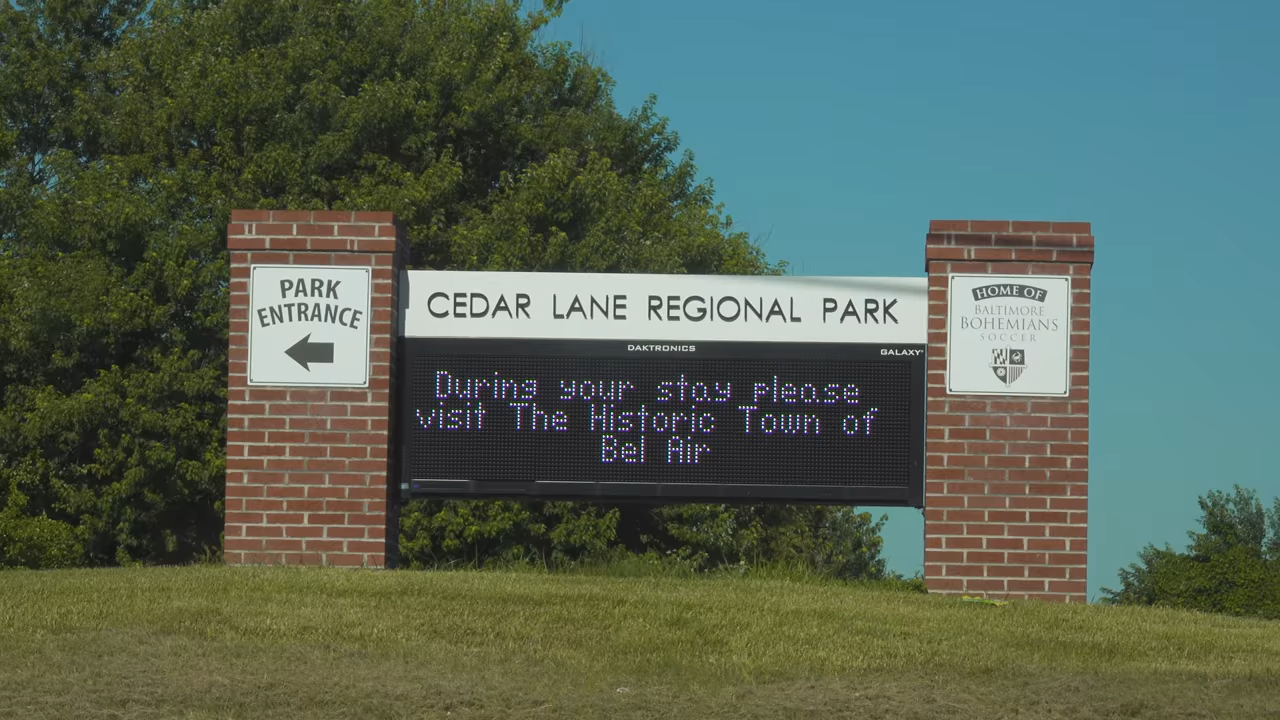 PARK
ENTRANCE
CEDAR LANE REGIONAL PARK
DAKTRONICS
GALAXY
During your stay please
visit The Historic Town of
Bel Air
HOME OF
BALTIMORE
BOHEMIANS
SOCCER